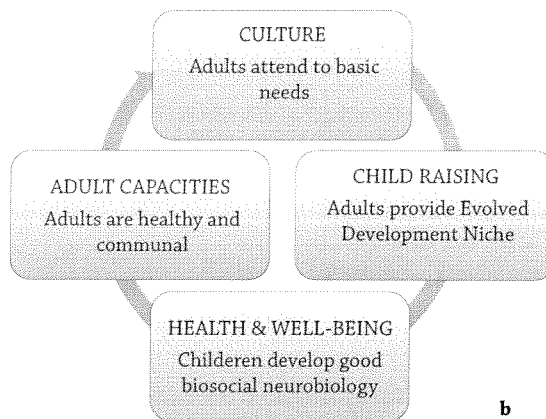 CULTURE
Adults attend to basic
needs
CHILD RAISING
Adults provide Evolved
Development Niche
HEALTH & WELL-BEING
Childeren develop good
biosocial neurobiology
ADULT CAPACITIES
Adults are healthy and
communal
b